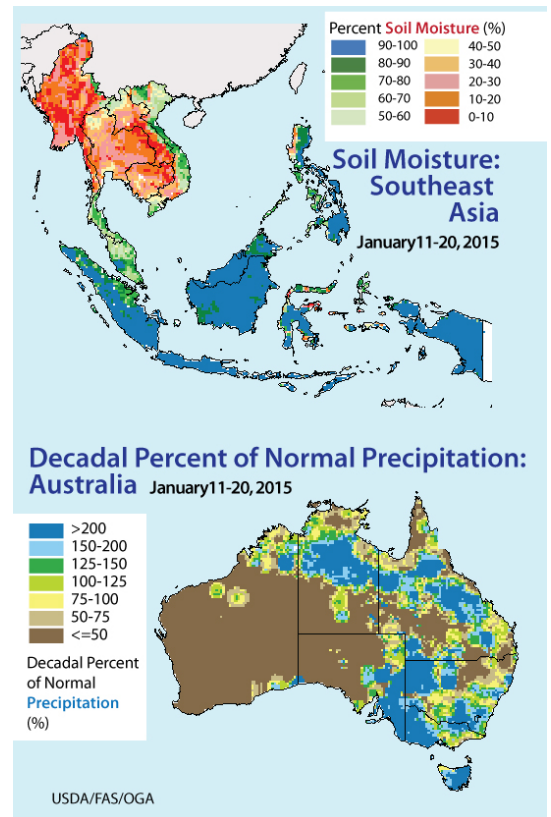 Percent Soil Moisture (%)
90-100
80-90
70-80
60-70
50-60
40-50
30-40
20-30
10-20
0-10
Soil Moisture:
Southeast
Asia
January11-20, 2015
Decadal Percent of Normal Precipitation:
Australia January11-20, 2015
>200
150-200
125-150
100-125
75-100
50-75
<=50
Decadal Percent
of Normal
Precipitation
(%)
USDA/FAS/OGA